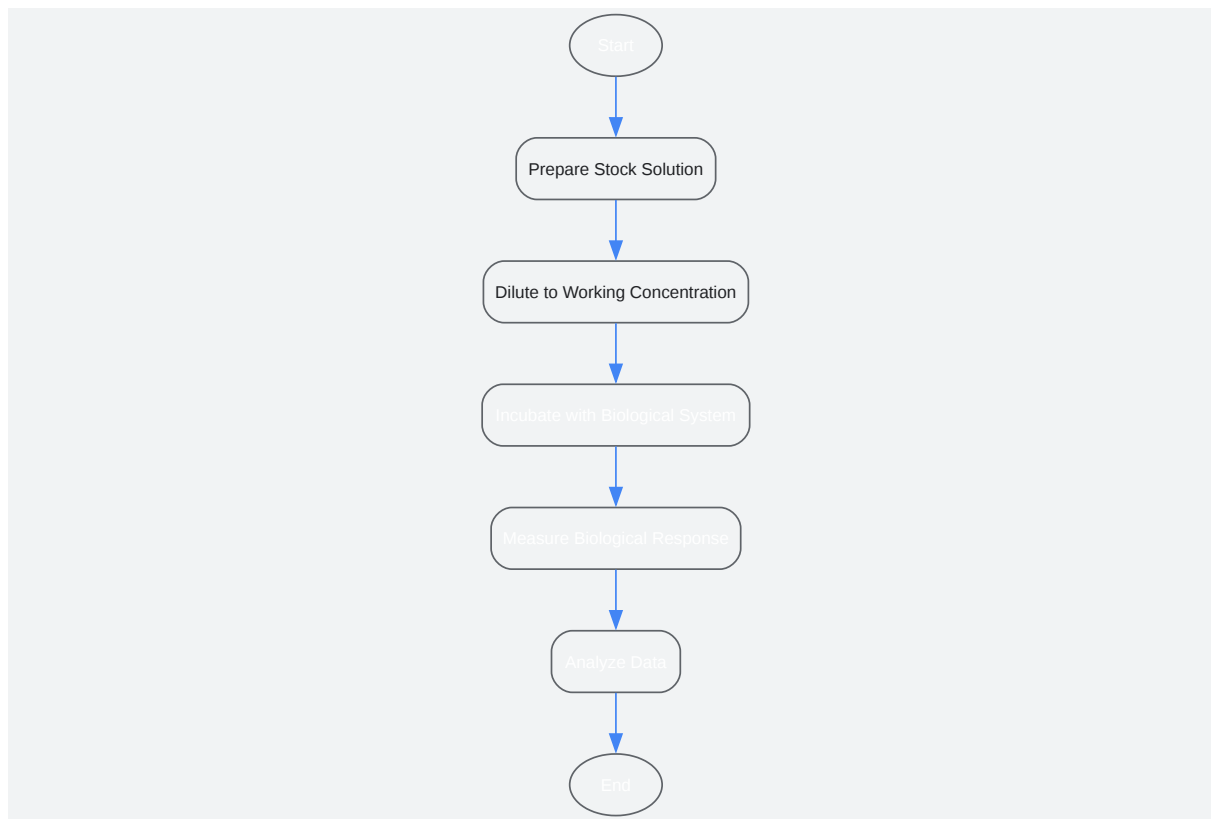 Start
Prepare Stock Solution
Dilute to Working Concentration
Incubate with Biological System
Measure Biological Response
Analyze Data
End